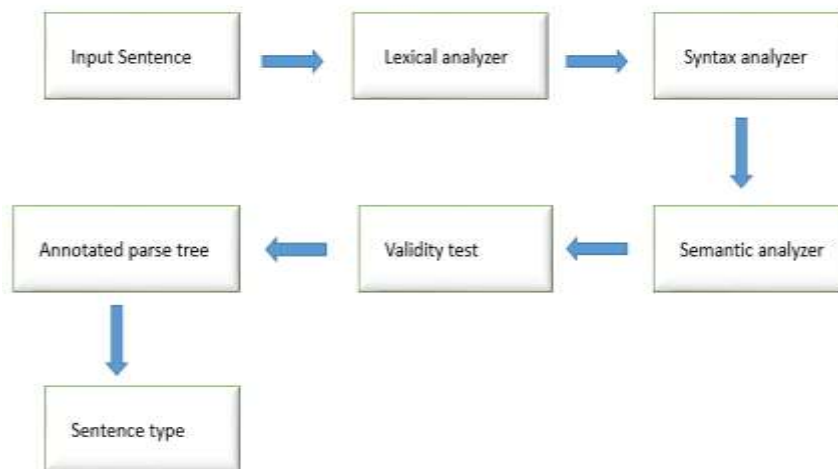 Input Sentence
Lexical analyzer
Syntax analyzer
Semantic analyzer
Validity test
Annotated parse tree
Sentence type